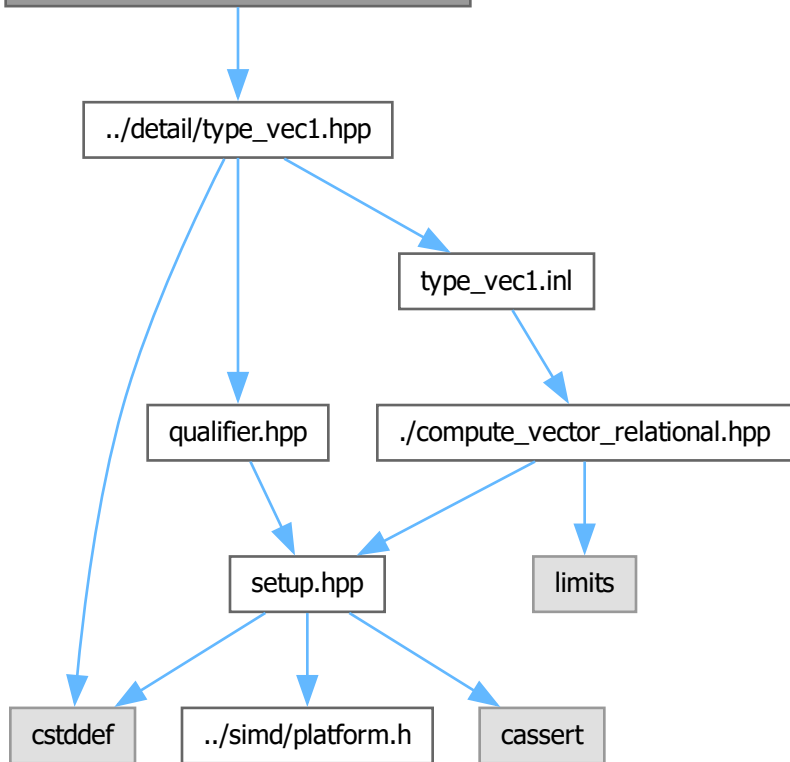 ../detail/type_vec1.hpp
type_vec1.inl
qualifier.hpp
./compute_vector_relational.hpp
setup.hpp
limits
cstddef
../simd/platform.h
cassert